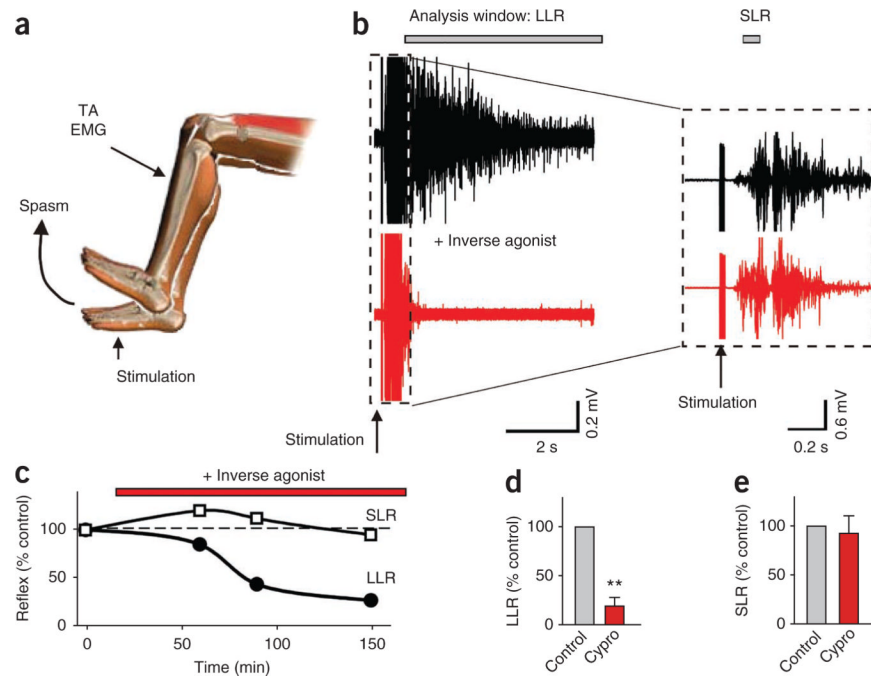 a
TA
EMG
Spasm
Stimulation
b
Analysis window: LLR
SLR
+ Inverse agonist
Stimulation
2 s
0.2 mV
Stimulation
0.2 s
0.6 mV
c
+ Inverse agonist
Reflex (% control)
100
50
0
SLR
LLR
0
50
100
150
Time (min)
d
LLR (% control)
100
50
0
**
Control
Cypro
e
SLR (% control)
100
50
0
Control
Cypro